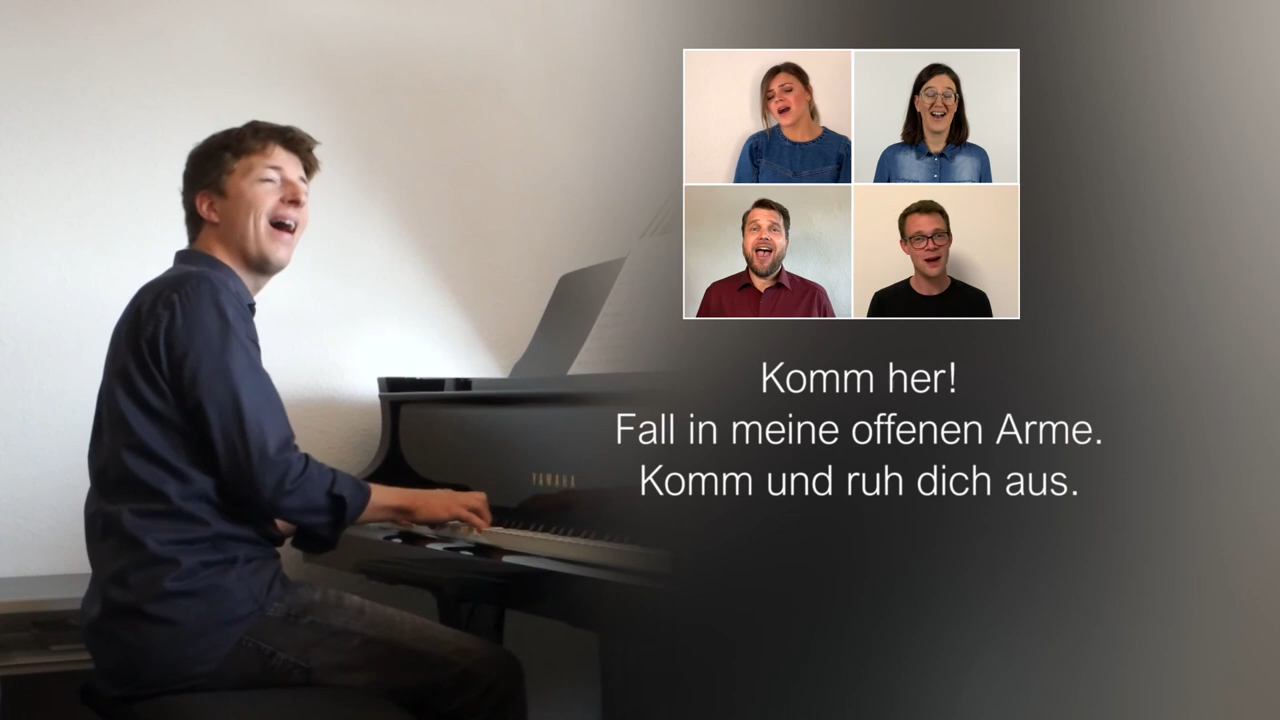 Komm her!
Fall in meine offenen Arme.
Komm und ruh dich aus.
YAMAHA